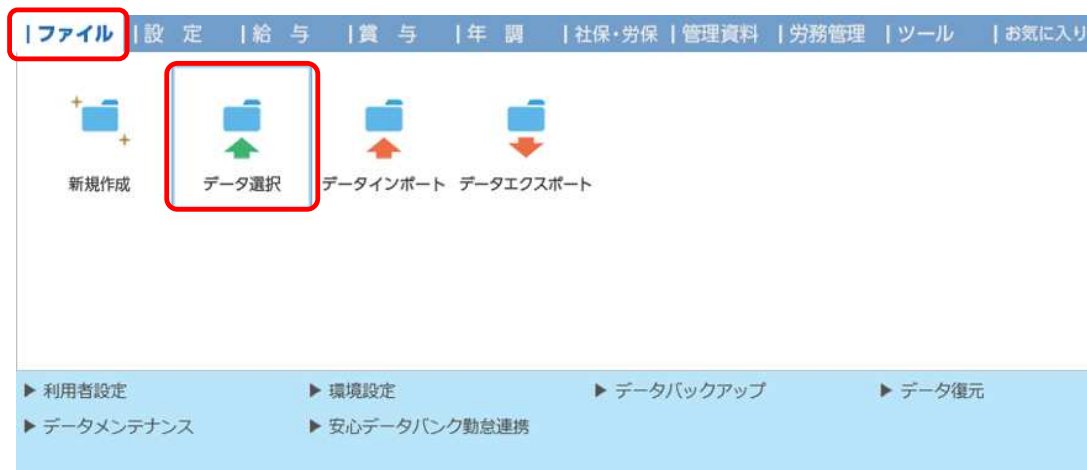 |ファイル |設 定 |給 与 |賞 与 |年 調 |社保・労保 |管理資料 |労務管理 |ツール |お気に入り
新規作成 データ選択 データインポート データエクスポート
▶ 利用者設定 ▶ 環境設定 ▶ データバックアップ ▶ データ復元
▶ データメンテナンス ▶ 安心データバンク勤怠連携